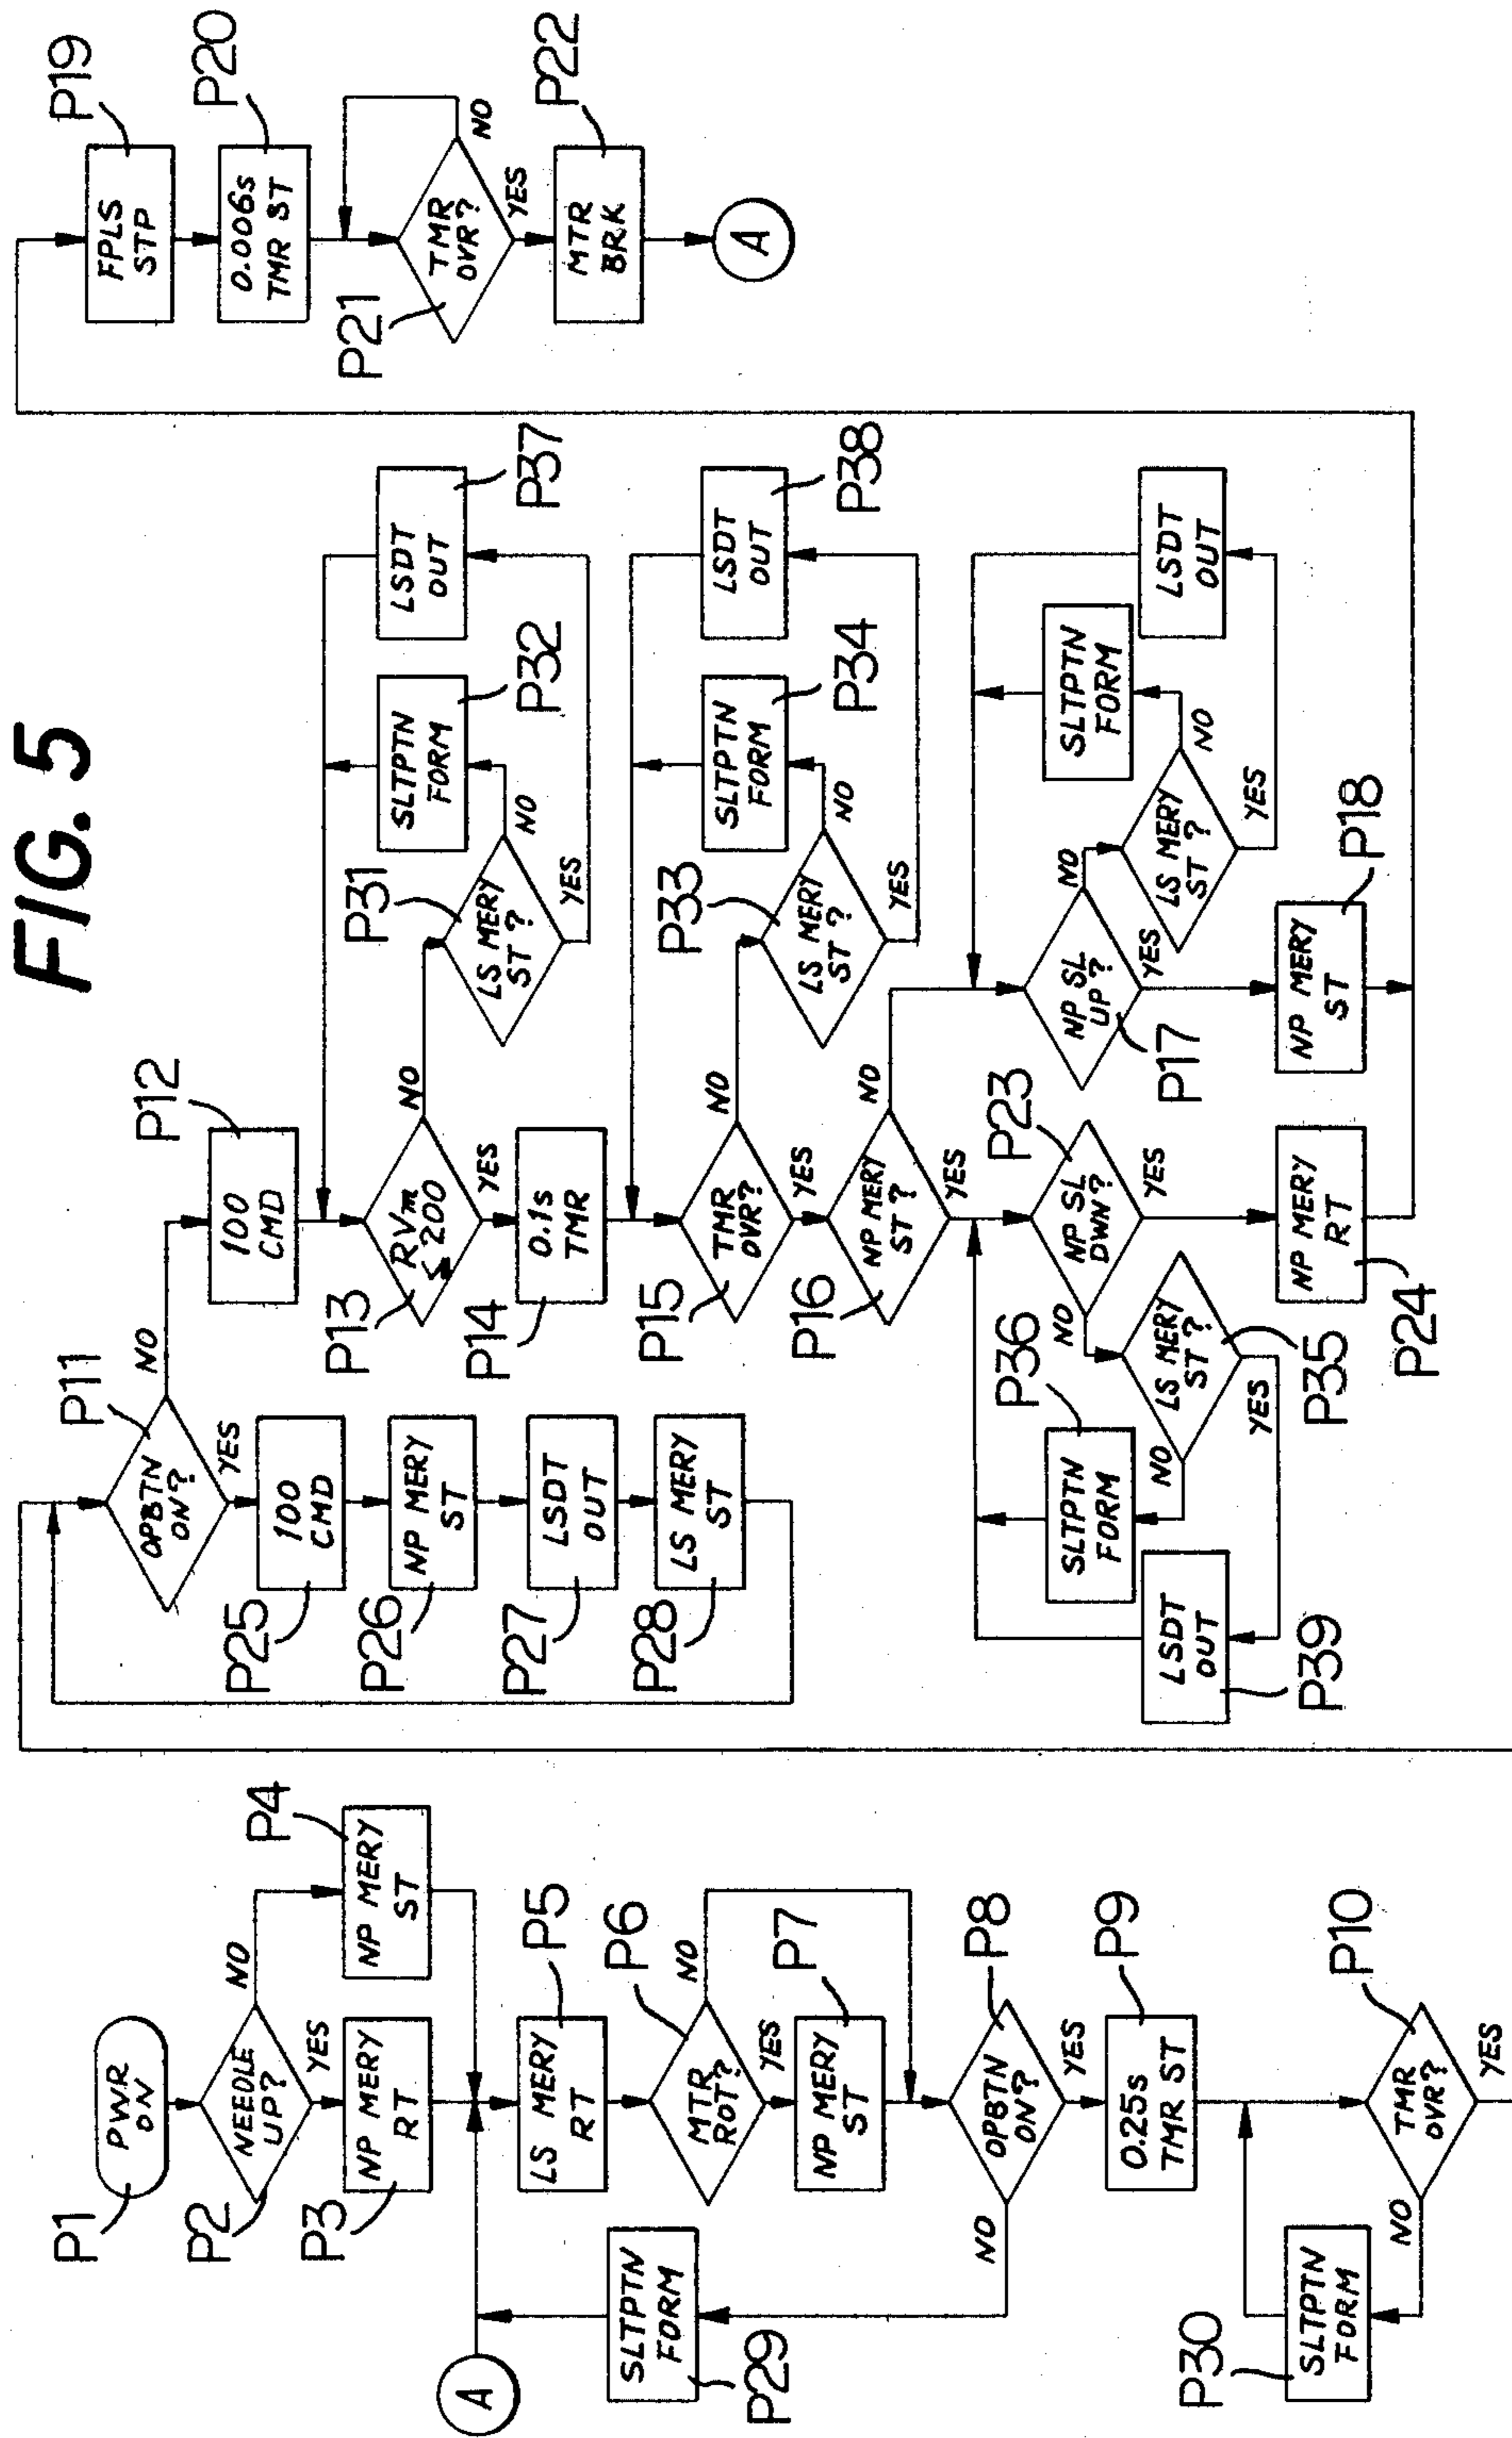 FIG. 5
P1
PWR
ON
P2
NEEDLE
UP?
NO
YES
P3
NP MERY
RT
P4
NP MERY
ST
A
LS MERY
RT
P5
MTR
ROT?
P6
NO
YES
NP MERY
ST
P7
OPBTN
ON?
P8
NO
YES
SLTPTN
FORM
P29
0.25s
TMR ST
P9
TMR
OVR?
P10
NO
YES
SLTPTN
FORM
P30
OPBTN
ON?
P11
NO
YES
100
CMD
P25
NP MERY
ST
P26
LSDT
OUT
P27
LS MERY
ST
P28
100
CMD
P12
RVm
≤ 200
P13
NO
YES
LS MERY
ST?
P31
NO
YES
SLTPTN
FORM
P32
LSDT
OUT
P37
0.1s
TMR
P14
TMR
OVR?
P15
NO
YES
LS MERY
ST?
P33
NO
YES
SLTPTN
FORM
P34
LSDT
OUT
P38
NP MERY
ST?
P16
NO
YES
NP SL
DWN?
P23
NO
YES
LS MERY
ST?
P35
NO
YES
SLTPTN
FORM
P36
LSDT
OUT
P39
NP MERY
RT
P24
NP SL
UP?
P17
NO
YES
LS MERY
ST?
NO
YES
SLTPTN
FORM
LSDT
OUT
NP MERY
ST
P18
FPLS
STP
P19
0.006s
TMR ST
P20
TMR
OVR?
P21
NO
YES
MTR
BRK
P22
A